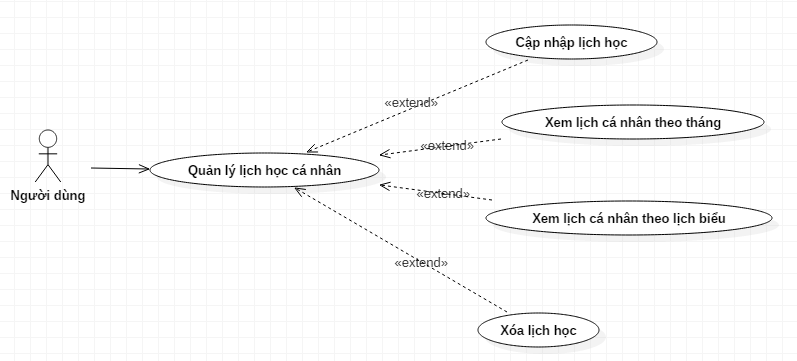 Cập nhập lịch học
«extend»
Xem lịch cá nhân theo tháng
«extend»
Quản lý lịch học cá nhân
Người dùng
«extend»
Xem lịch cá nhân theo lịch biểu
«extend»
Xóa lịch học